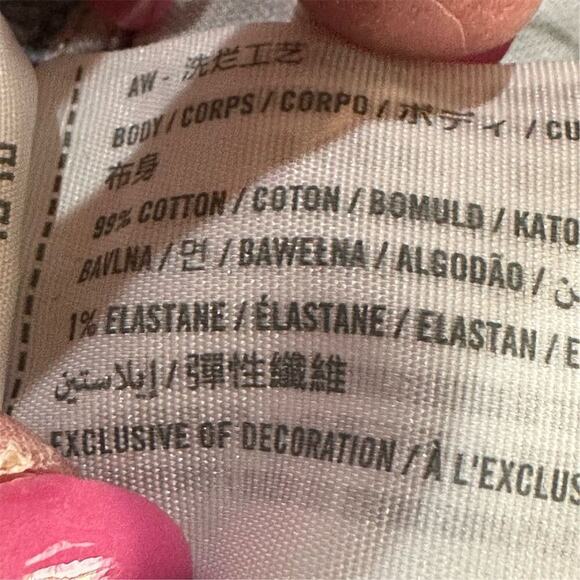 AW - 洗烂工艺
BODY / CORPS / CORPO / ボディ / CU
布身
99% COTTON / COTON / BOMULD / KATO
BAVLNA / 면 / BAWEŁNA / ALGODÃO /
1% ELASTANE / ÉLASTANE / ELASTAN / E
إيلاستين / 彈性纖維
EXCLUSIVE OF DECORATION / À L'EXCLUS